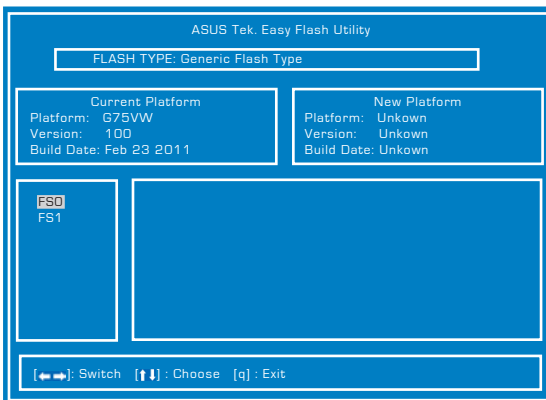 ASUS Tek. Easy Flash Utility
FLASH TYPE: Generic Flash Type
Current Platform
Platform: G75VW
Version: 100
Build Date: Feb 23 2011
New Platform
Platform: Unkown
Version: Unkown
Build Date: Unkown
FS0
FS1
[←→]: Switch [↑↓] : Choose [q] : Exit